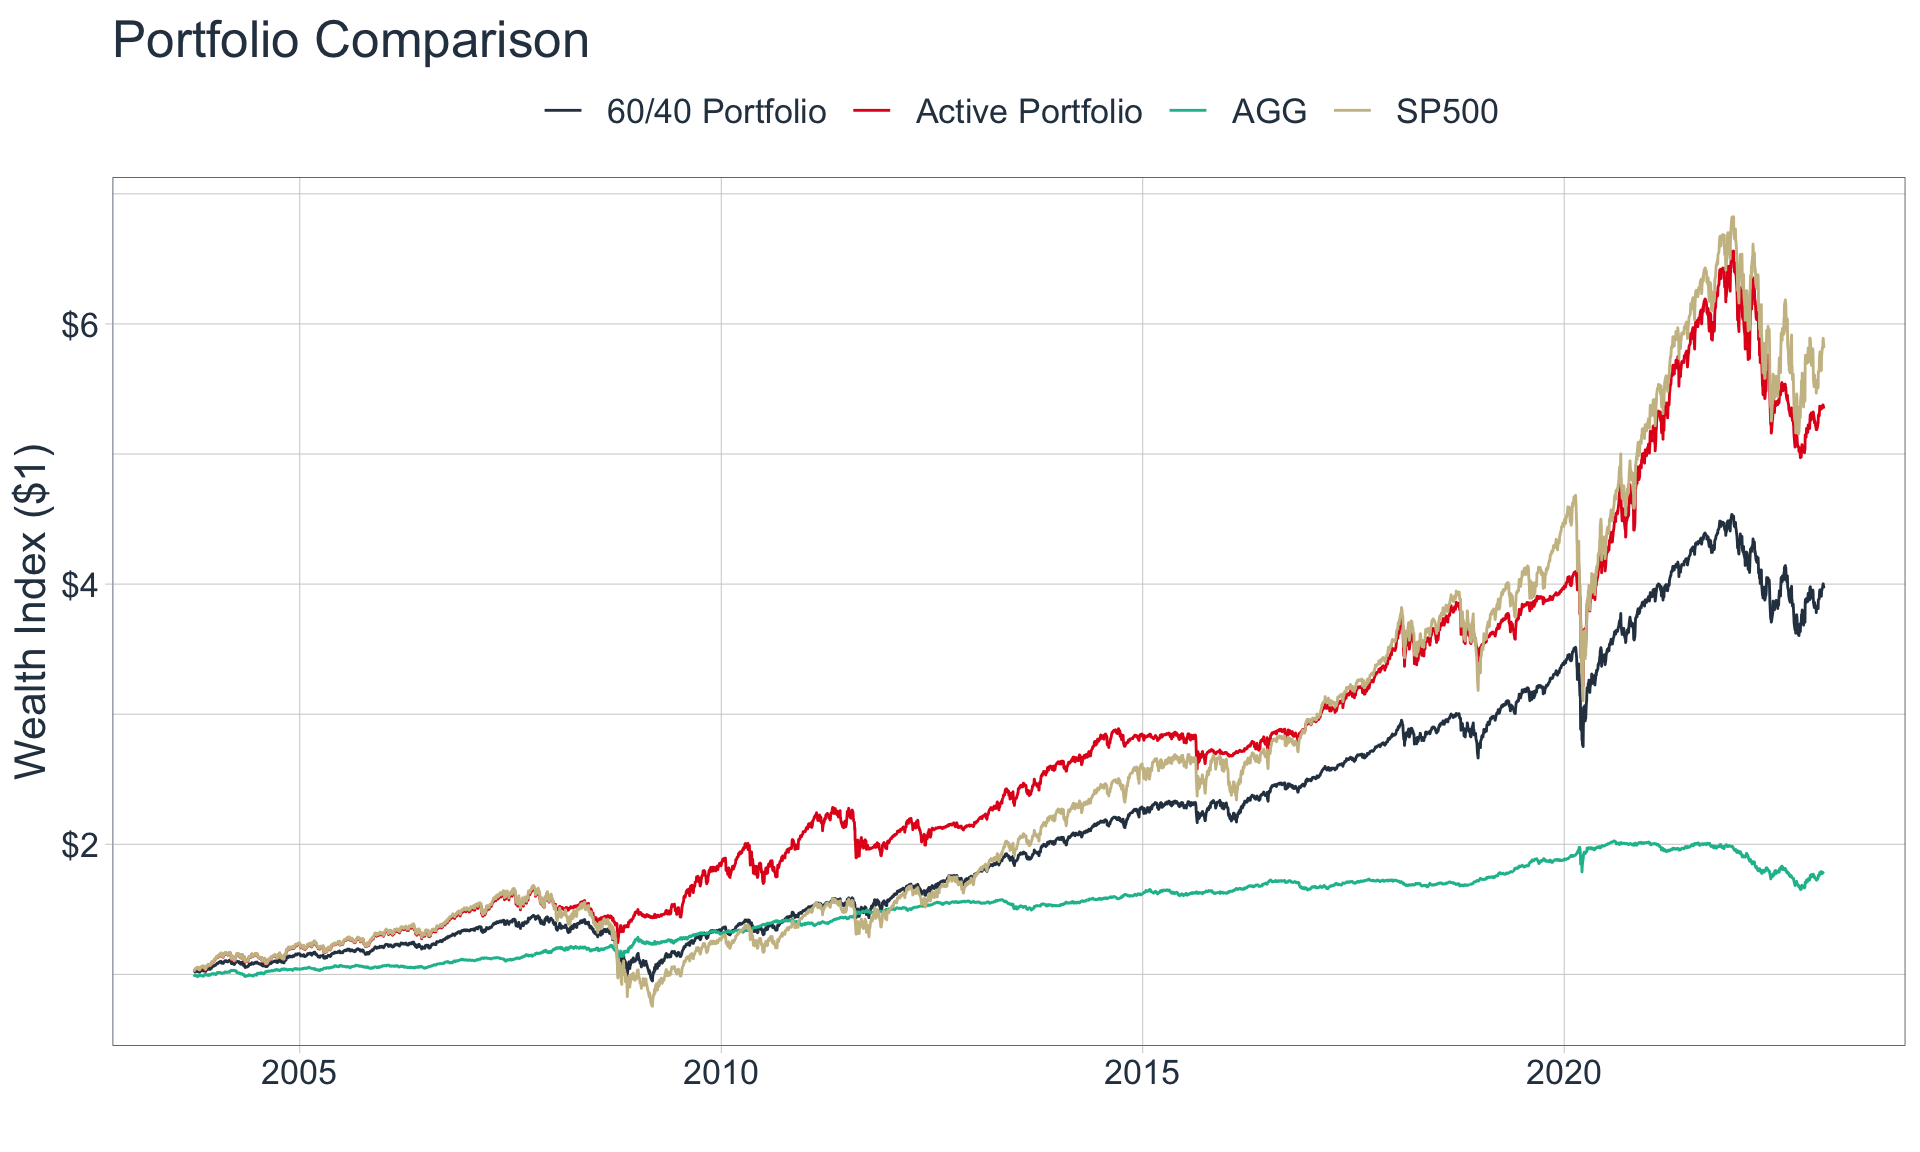 Portfolio Comparison
60/40 Portfolio Active Portfolio AGG SP500
Wealth Index ($1)
$6
$4
$2
2005 2010 2015 2020